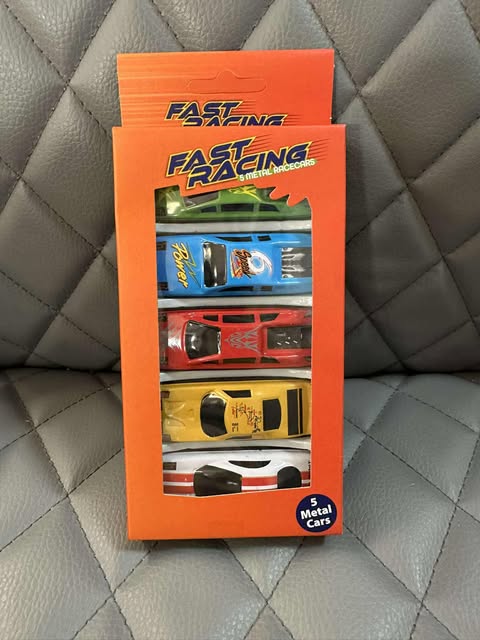 FAST
RACING
FAST
RACING
5 METAL RACECARS
Power
5
Metal
Cars